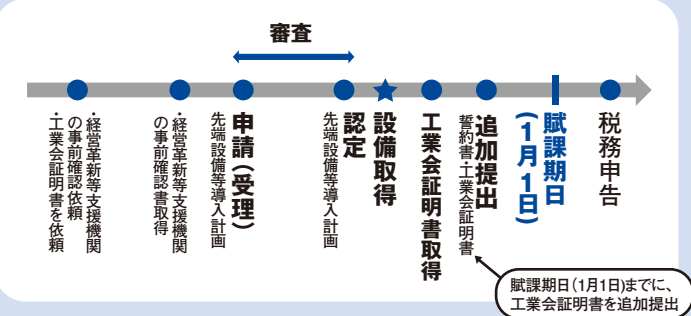 審査
・工業会証明書を依頼
・経営革新等支援機関
の事前確認依頼
・経営革新等支援機関
の事前確認書取得
先端設備等導入計画
申請（受理）
先端設備等導入計画
認定
設備取得
工業会証明書取得
追加提出
誓約書・工業会証明書
賦課期日
（1月1日）
税務申告
賦課期日（1月1日）までに、
工業会証明書を追加提出